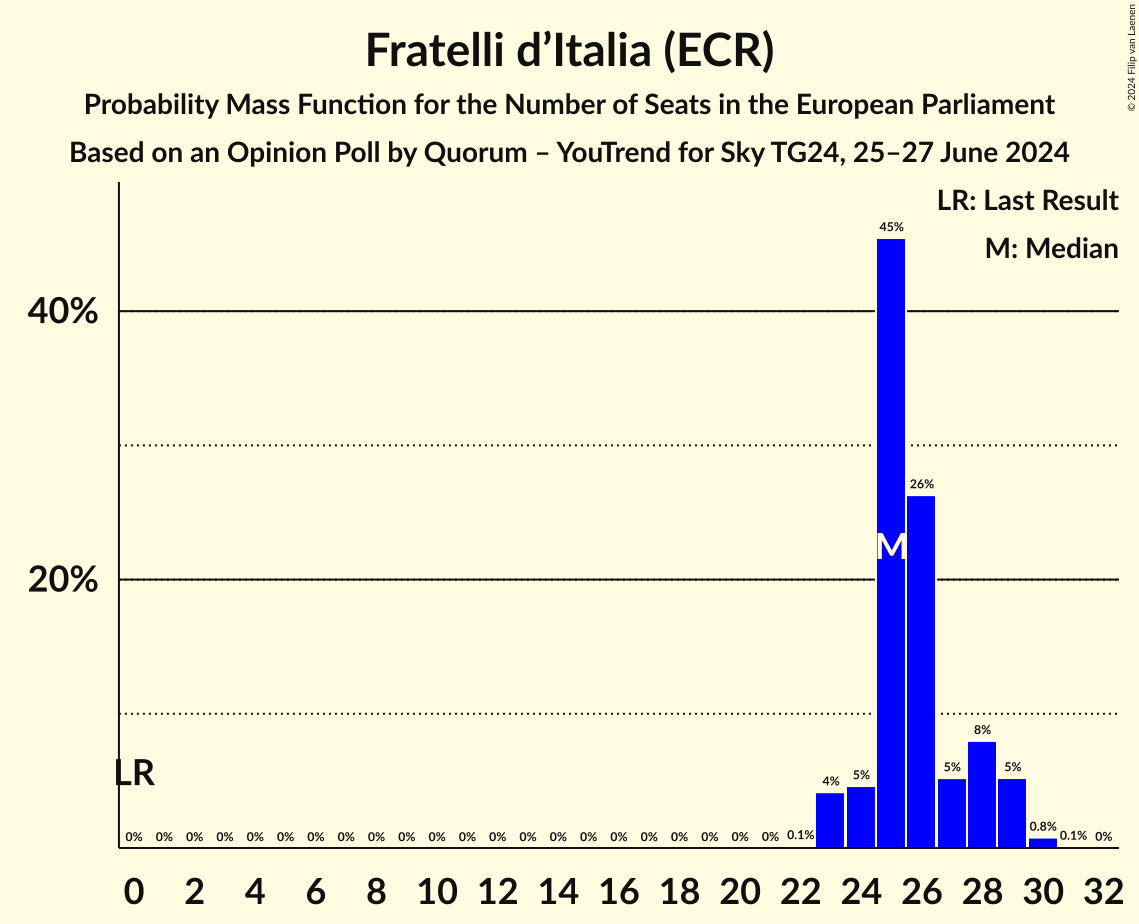 Fratelli d’Italia (ECR)
Probability Mass Function for the Number of Seats in the European Parliament
Based on an Opinion Poll by Quorum – YouTrend for Sky TG24, 25–27 June 2024
© 2024 Filip van Laenen
LR: Last Result
M: Median
40%
20%
LR
M
0% 0% 0% 0% 0% 0% 0% 0% 0% 0% 0% 0% 0% 0% 0% 0% 0% 0% 0% 0% 0% 0% 0.1% 4% 5% 45% 26% 5% 8% 5% 0.8% 0.1% 0%
0 2 4 6 8 10 12 14 16 18 20 22 24 26 28 30 32